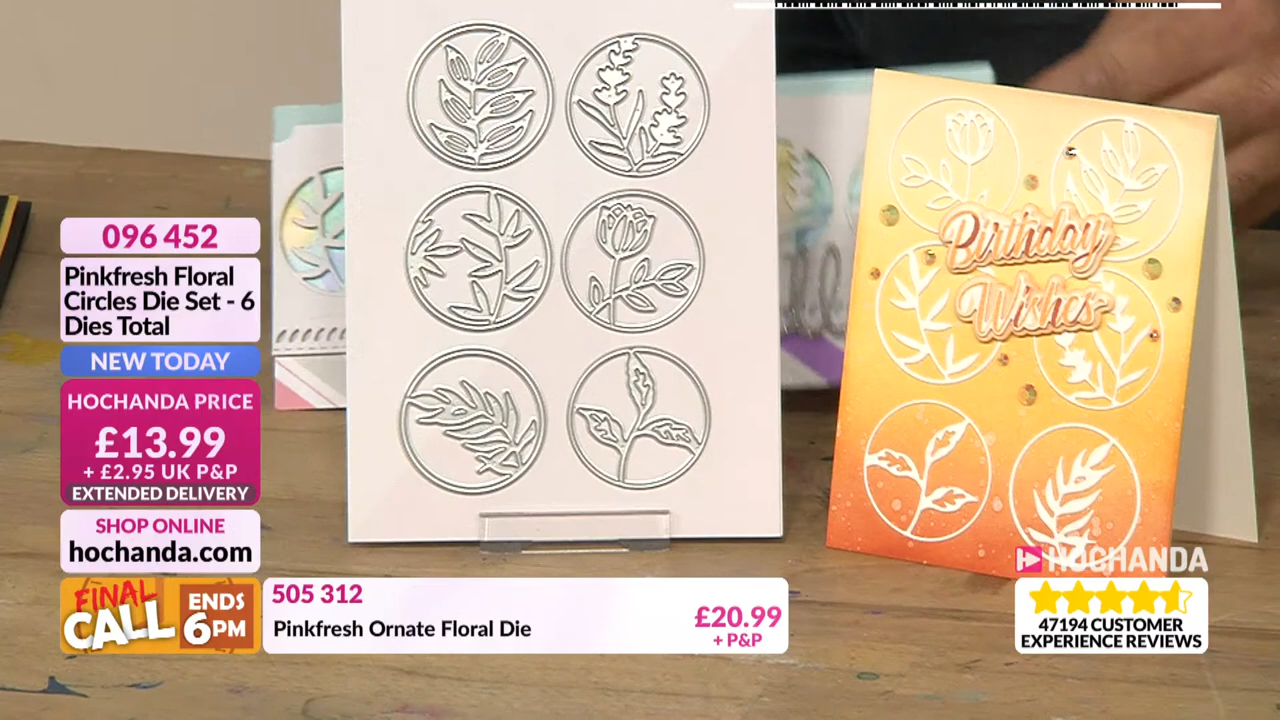 096 452
Pinkfresh Floral
Circles Die Set - 6
Dies Total
NEW TODAY
HOCHANDA PRICE
£13.99
+ £2.95 UK P&P
EXTENDED DELIVERY
SHOP ONLINE
hochanda.com
FINAL
CALL
ENDS
6PM
505 312
Pinkfresh Ornate Floral Die
£20.99
+ P&P
Birthday
Wishes
HOCHANDA
47194 CUSTOMER
EXPERIENCE REVIEWS